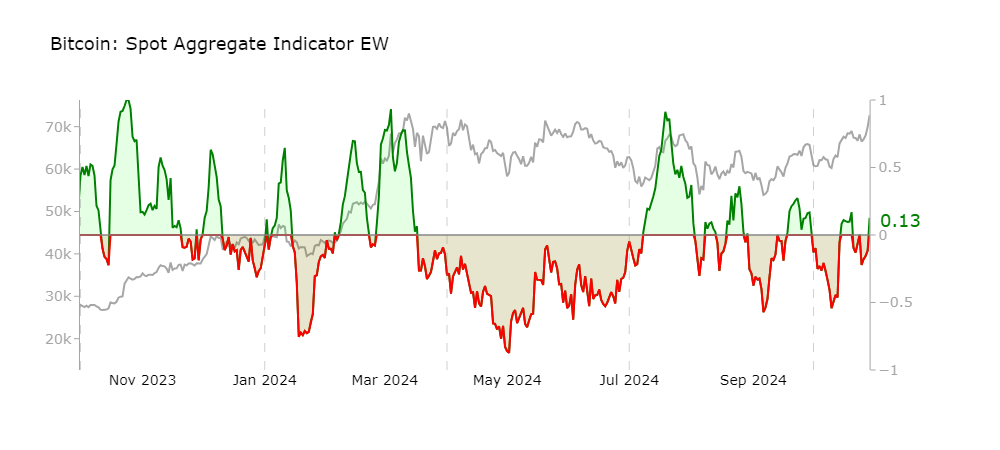 Bitcoin: Spot Aggregate Indicator EW
70k
60k
50k
40k
30k
20k
1
0.5
0.13
0
−0.5
−1
Nov 2023
Jan 2024
Mar 2024
May 2024
Jul 2024
Sep 2024